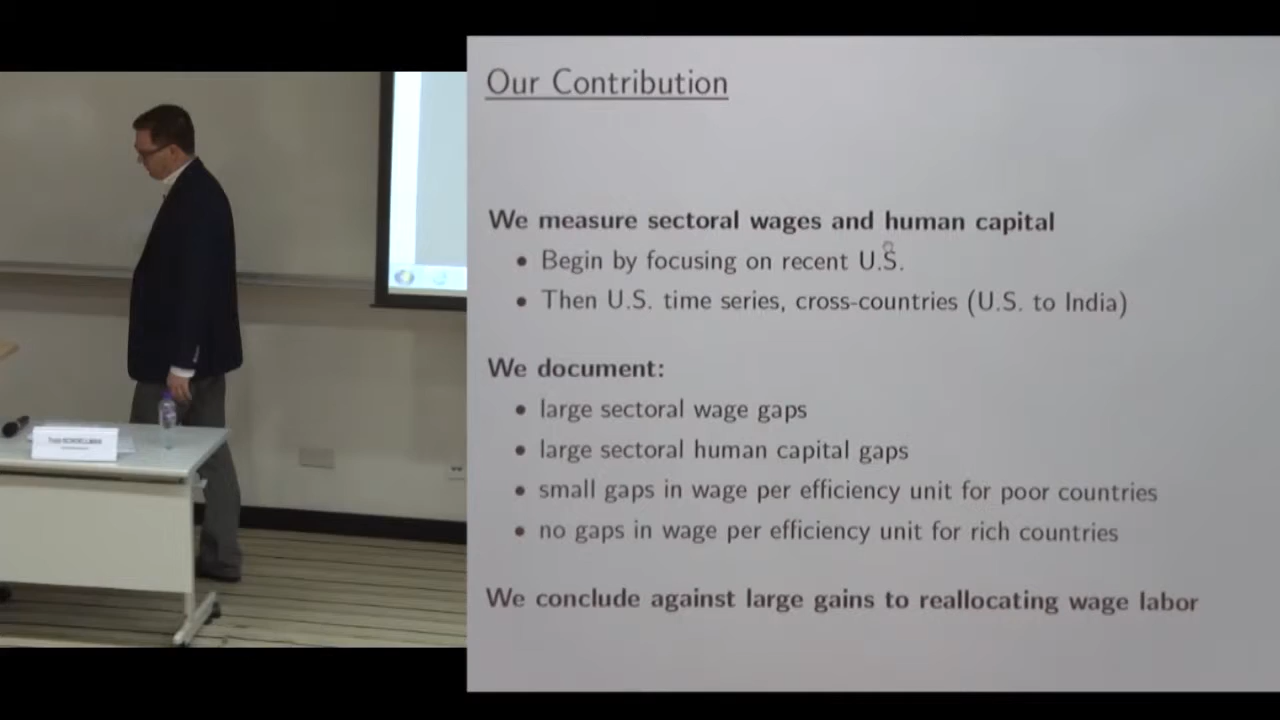 Our Contribution
We measure sectoral wages and human capital
• Begin by focusing on recent U.S.
• Then U.S. time series, cross-countries (U.S. to India)
We document:
• large sectoral wage gaps
• large sectoral human capital gaps
• small gaps in wage per efficiency unit for poor countries
• no gaps in wage per efficiency unit for rich countries
We conclude against large gains to reallocating wage labor
Todd SCHOELLMAN